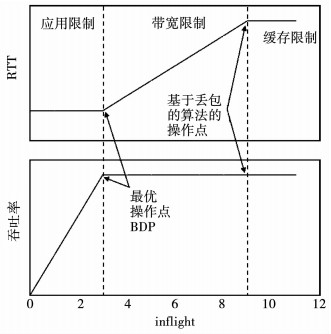 应用限制
带宽限制
缓存限制
RTT
基于丢包
的算法的
操作点
最优
操作点
BDP
吞吐率
0
2
4
6
8
10
12
inflight